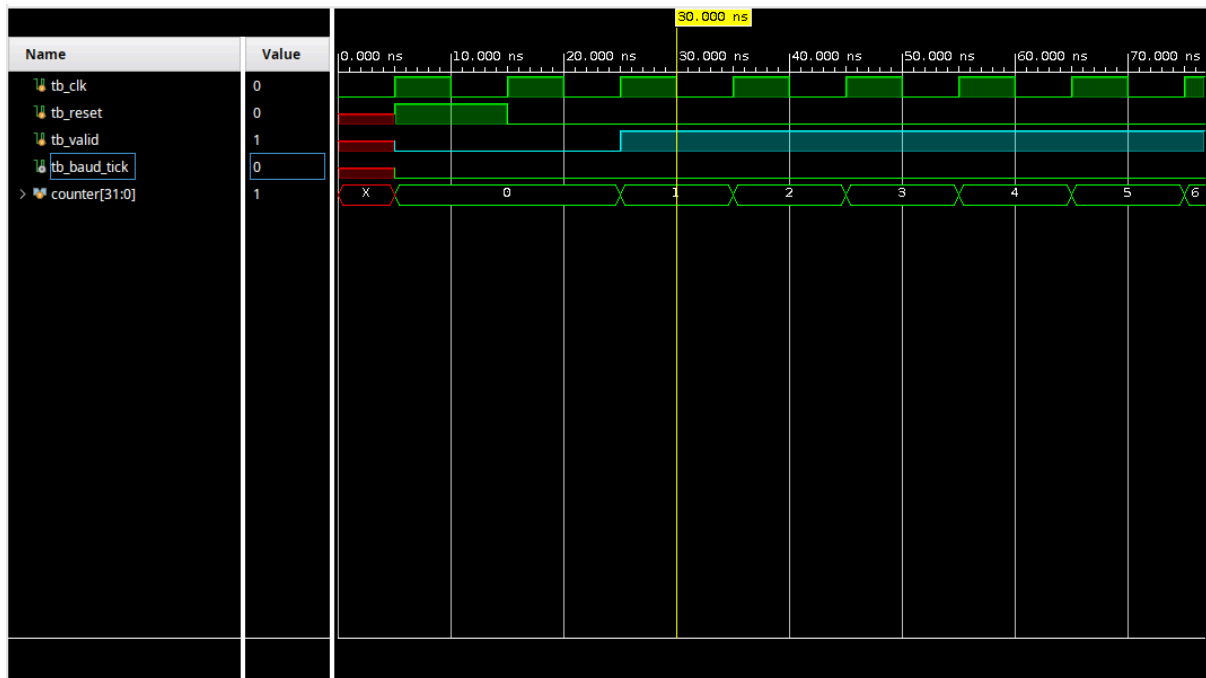 30.000 ns
Name Value
0.000 ns 10.000 ns 20.000 ns 30.000 ns 40.000 ns 50.000 ns 60.000 ns 70.000 ns
tb_clk 0
tb_reset 0
tb_valid 1
tb_baud_tick 0
counter[31:0] 1 X 0 1 2 3 4 5 6